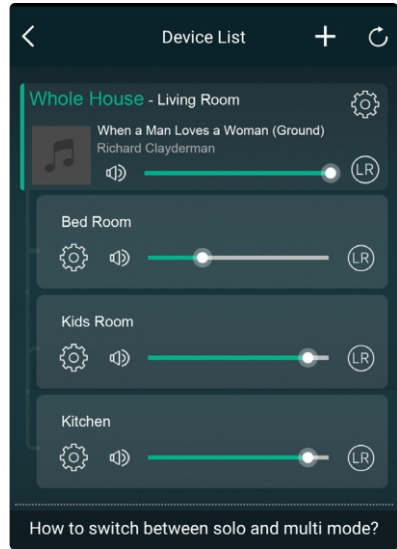 Device List
Whole House - Living Room
When a Man Loves a Woman (Ground)
Richard Clayderman
LR
Bed Room
LR
Kids Room
LR
Kitchen
LR
How to switch between solo and multi mode?